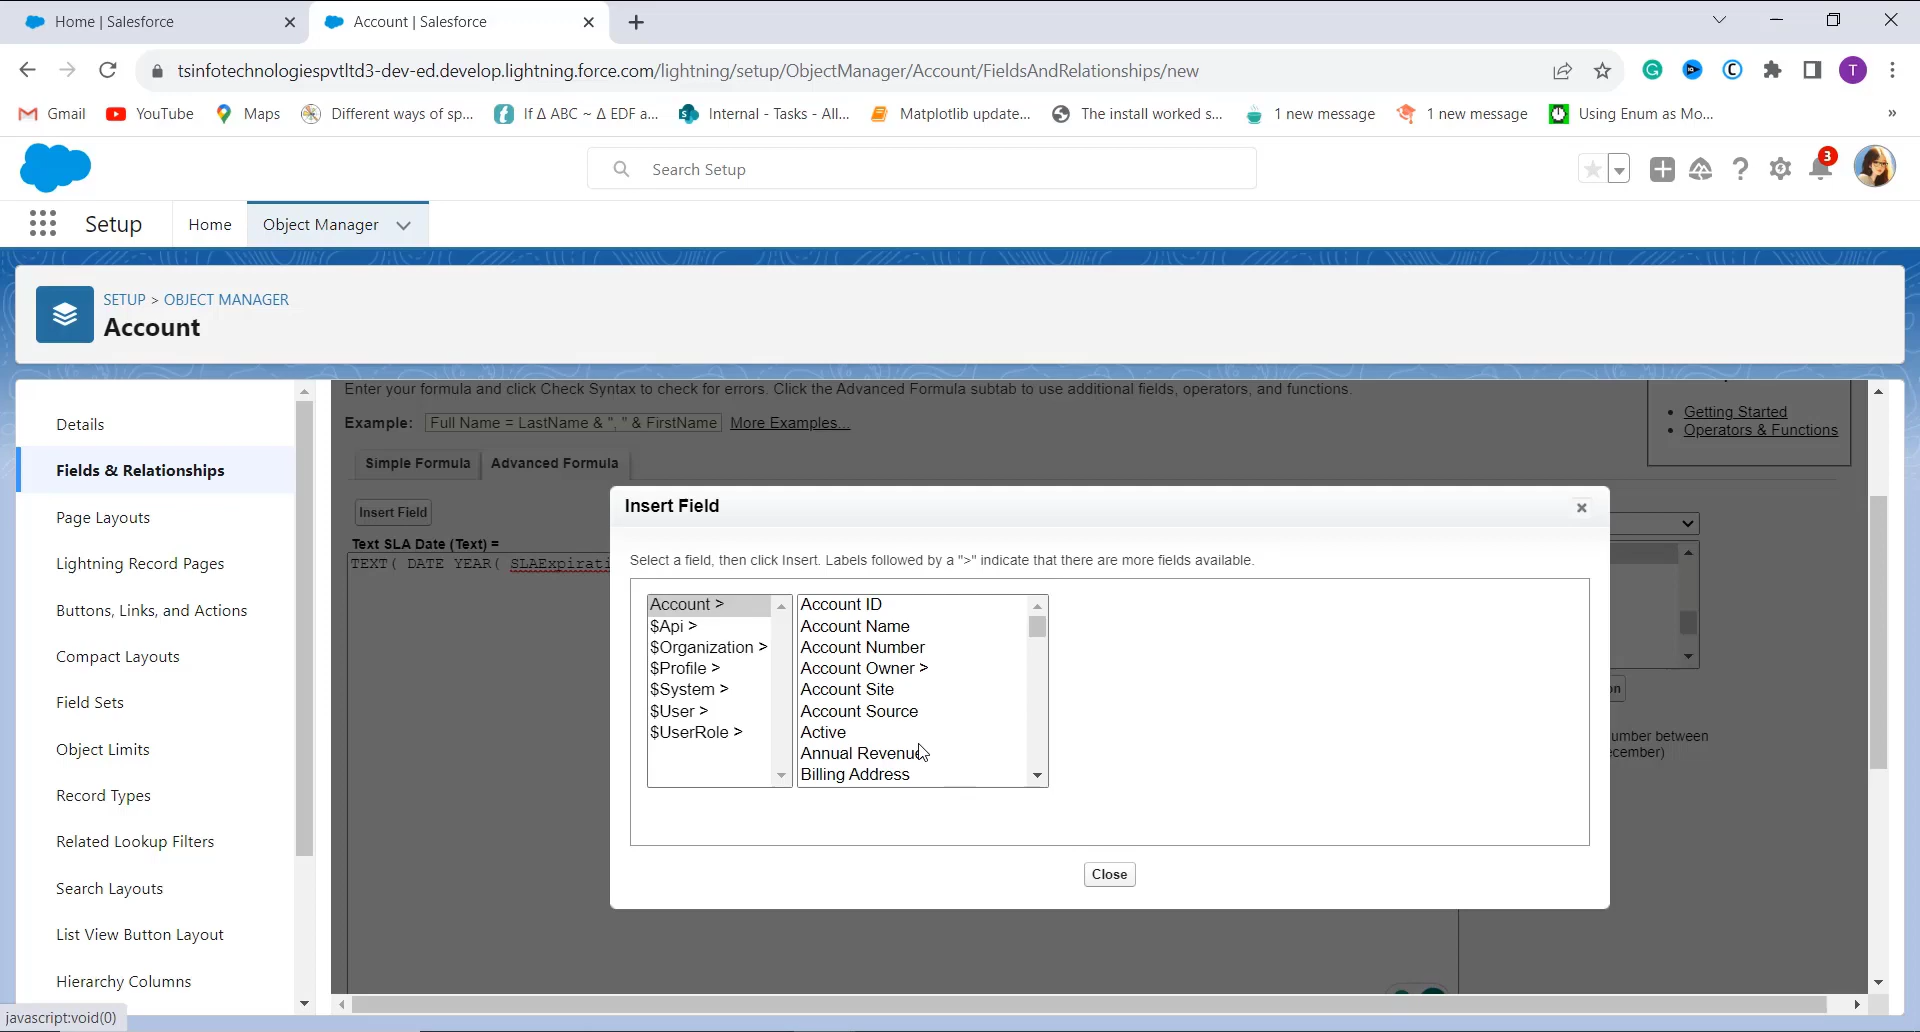 Home | Salesforce
Account | Salesforce
tsinfotechnologiespvtltd3-dev-ed.develop.lightning.force.com/lightning/setup/ObjectManager/Account/FieldsAndRelationships/new
T
Gmail
YouTube
Maps
Different ways of sp...
If Δ ABC ~ Δ EDF a...
Internal - Tasks - All...
Matplotlib update...
The install worked s...
1 new message
1 new message
Using Enum as Mo...
»
Search Setup
3
Setup
Home
Object Manager
SETUP > OBJECT MANAGER
Account
Details
Fields & Relationships
Page Layouts
Lightning Record Pages
Buttons, Links, and Actions
Compact Layouts
Field Sets
Object Limits
Record Types
Related Lookup Filters
Search Layouts
List View Button Layout
Hierarchy Columns
Enter your formula and click Check Syntax to check for errors. Click the Advanced Formula subtab to use additional fields, operators, and functions.
Example: Full Name = LastName & ", " & FirstName More Examples...
Getting Started
Operators & Functions
Simple Formula
Advanced Formula
Insert Field
Text SLA Date (Text) =
TEXT( DATE YEAR( SLAExpirati
on
umber between
cember)
Insert Field
Select a field, then click Insert. Labels followed by a ">" indicate that there are more fields available.
Account >
$Api >
$Organization >
$Profile >
$System >
$User >
$UserRole >
Account ID
Account Name
Account Number
Account Owner >
Account Site
Account Source
Active
Annual Revenue
Billing Address
Close
javascript:void(0)